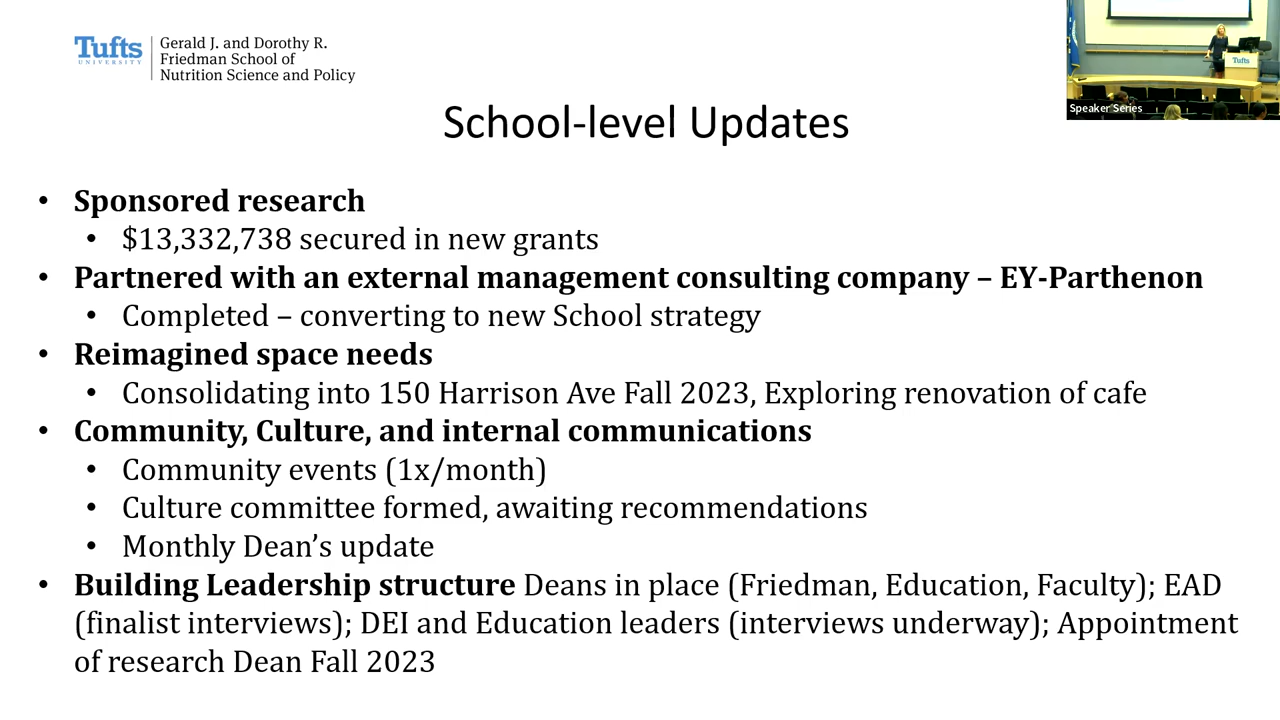 Tufts
UNIVERSITY
Gerald J. and Dorothy R.
Friedman School of
Nutrition Science and Policy
Speaker Series
Tufts
School-level Updates
• Sponsored research
• $13,332,738 secured in new grants
• Partnered with an external management consulting company – EY-Parthenon
• Completed – converting to new School strategy
• Reimagined space needs
• Consolidating into 150 Harrison Ave Fall 2023, Exploring renovation of cafe
• Community, Culture, and internal communications
• Community events (1x/month)
• Culture committee formed, awaiting recommendations
• Monthly Dean’s update
• Building Leadership structure Deans in place (Friedman, Education, Faculty); EAD
(finalist interviews); DEI and Education leaders (interviews underway); Appointment
of research Dean Fall 2023